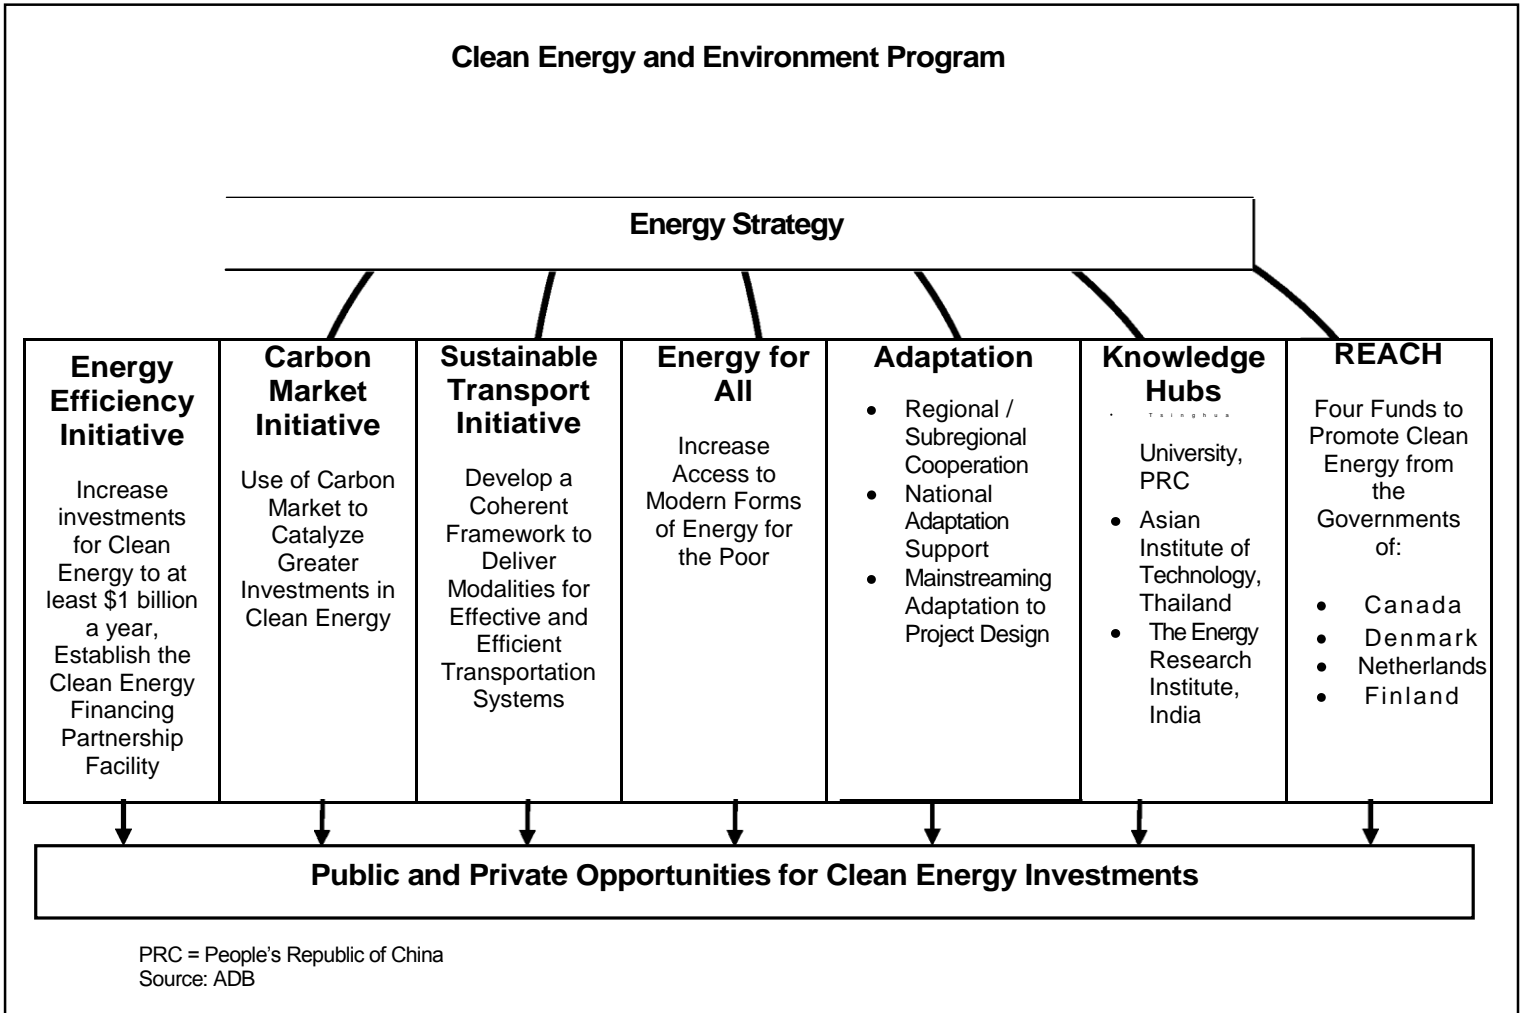 Clean Energy and Environment Program
Energy Strategy
Energy
Efficiency
Initiative
Increase
investments
for Clean
Energy to at
least $1 billion
a year,
Establish the
Clean Energy
Financing
Partnership
Facility
Carbon
Market
Initiative
Use of Carbon
Market to
Catalyze
Greater
Investments in
Clean Energy
Sustainable
Transport
Initiative
Develop a
Coherent
Framework to
Deliver
Modalities for
Effective and
Efficient
Transportation
Systems
Energy for
All
Increase
Access to
Modern Forms
of Energy for
the Poor
Adaptation
• Regional /
Subregional
Cooperation
• National
Adaptation
Support
• Mainstreaming
Adaptation to
Project Design
Knowledge
Hubs
• Tsinghua
University,
PRC
• Asian
Institute of
Technology,
Thailand
• The Energy
Research
Institute,
India
REACH
Four Funds to
Promote Clean
Energy from
the
Governments
of:
• Canada
• Denmark
• Netherlands
• Finland
Public and Private Opportunities for Clean Energy Investments
PRC = People's Republic of China
Source: ADB